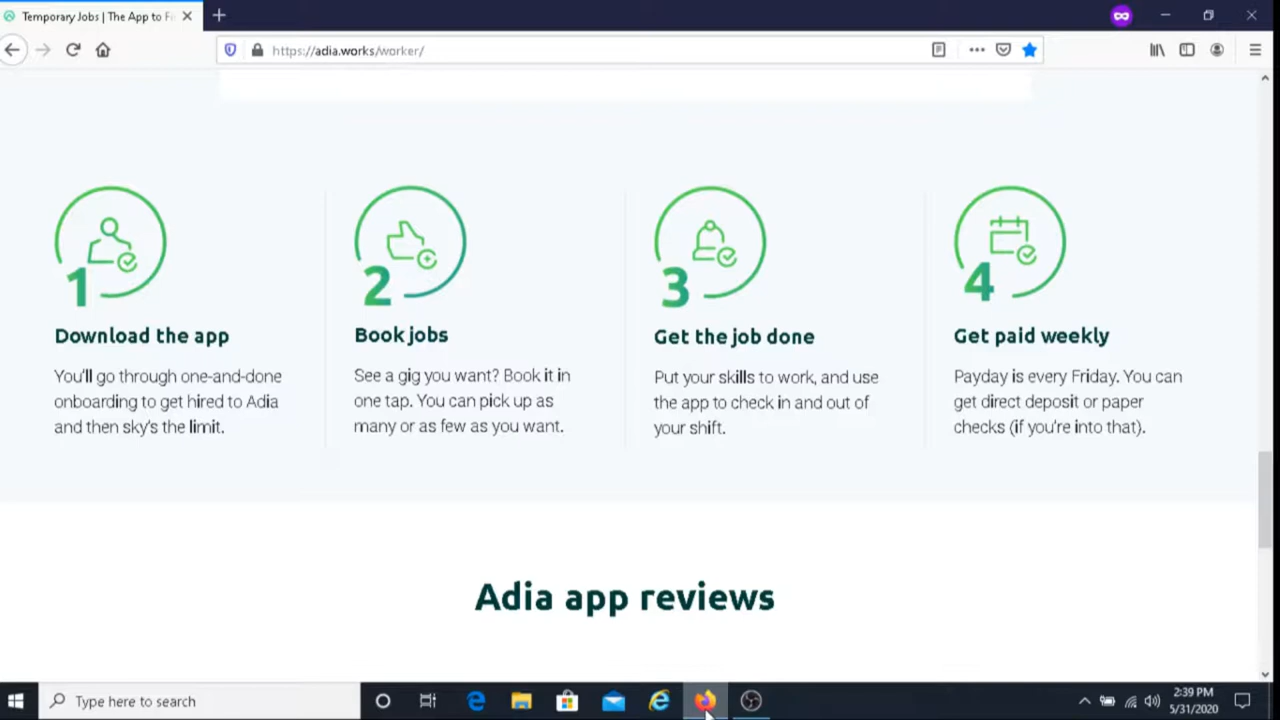 Temporary Jobs | The App to Fi
https://adia.works/worker/
1
Download the app
You'll go through one-and-done
onboarding to get hired to Adia
and then sky's the limit.
2
Book jobs
See a gig you want? Book it in
one tap. You can pick up as
many or as few as you want.
3
Get the job done
Put your skills to work, and use
the app to check in and out of
your shift.
4
Get paid weekly
Payday is every Friday. You can
get direct deposit or paper
checks (if you're into that).
Adia app reviews
Type here to search
2:39 PM
5/31/2020